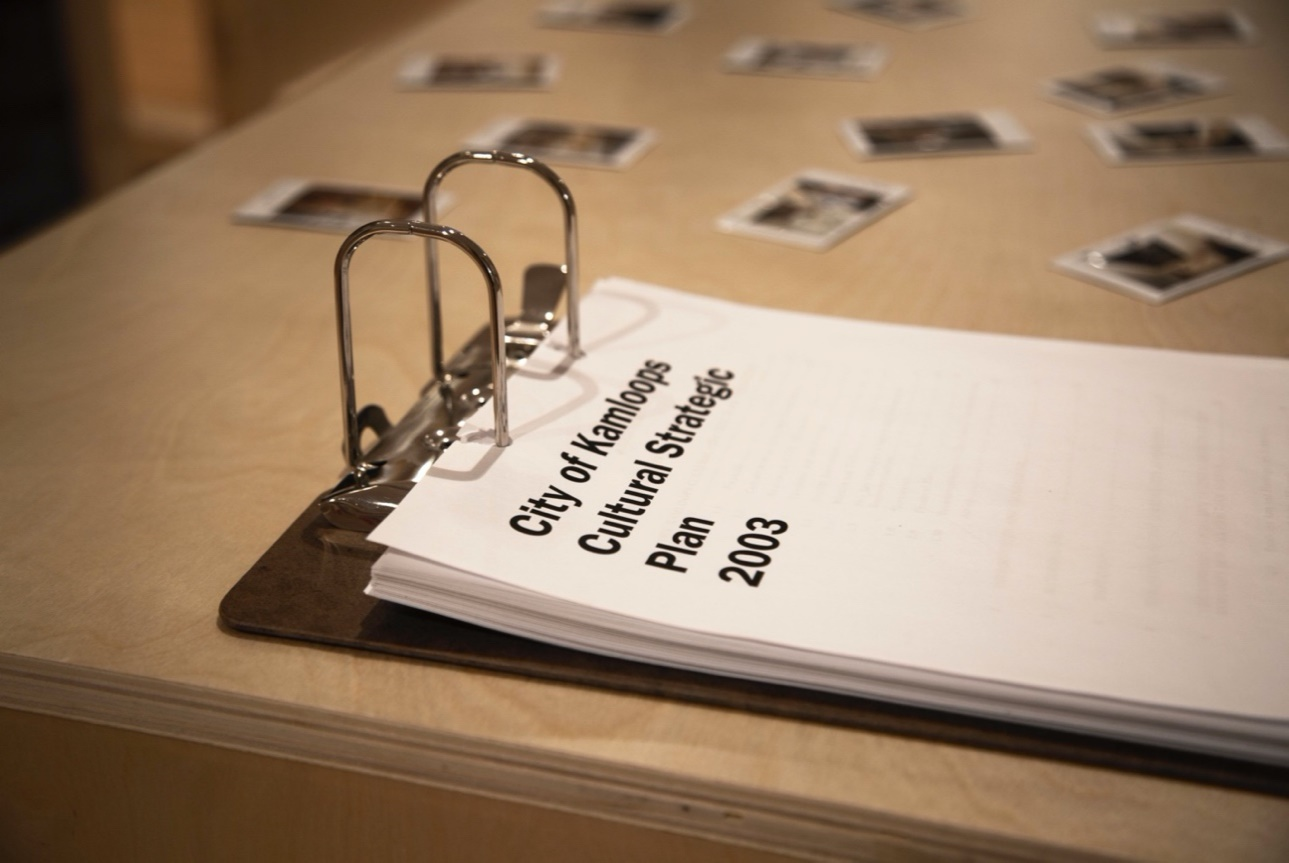 City of Kamloops
Cultural Strategic
Plan
2003